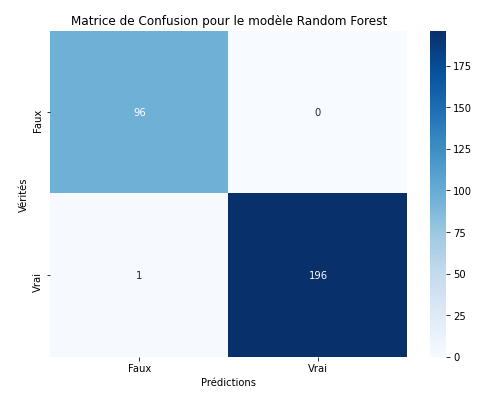 Matrice de Confusion pour le modèle Random Forest
Faux
96
0
Vérités
Vrai
1
196
Faux
Vrai
Prédictions
175
150
125
100
75
50
25
0